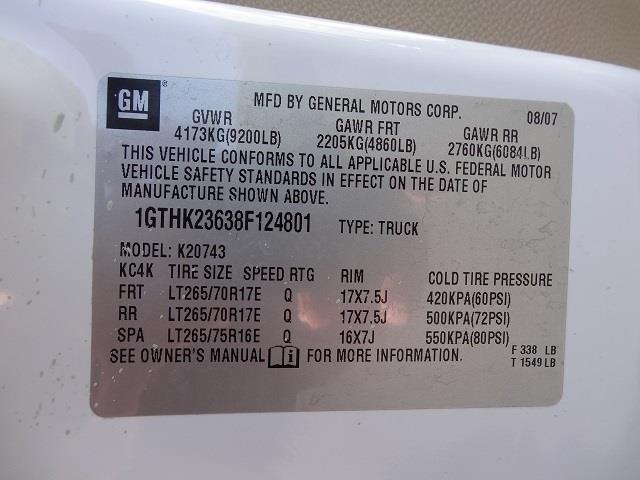 GM ® MFD BY GENERAL MOTORS CORP. 08/07
GVWR GAWR FRT GAWR RR
4173KG(9200LB) 2205KG(4860LB) 2760KG(6084LB)
THIS VEHICLE CONFORMS TO ALL APPLICABLE U.S. FEDERAL MOTOR
VEHICLE SAFETY STANDARDS IN EFFECT ON THE DATE OF
MANUFACTURE SHOWN ABOVE.
1GTHK23638F124801 TYPE: TRUCK
MODEL: K20743
KC4K TIRE SIZE SPEED RTG RIM COLD TIRE PRESSURE
FRT LT265/70R17E Q 17X7.5J 420KPA(60PSI)
RR LT265/70R17E Q 17X7.5J 500KPA(72PSI)
SPA LT265/75R16E Q 16X7J 550KPA(80PSI)
SEE OWNER'S MANUAL i FOR MORE INFORMATION.
F 338 LB
T 1549 LB